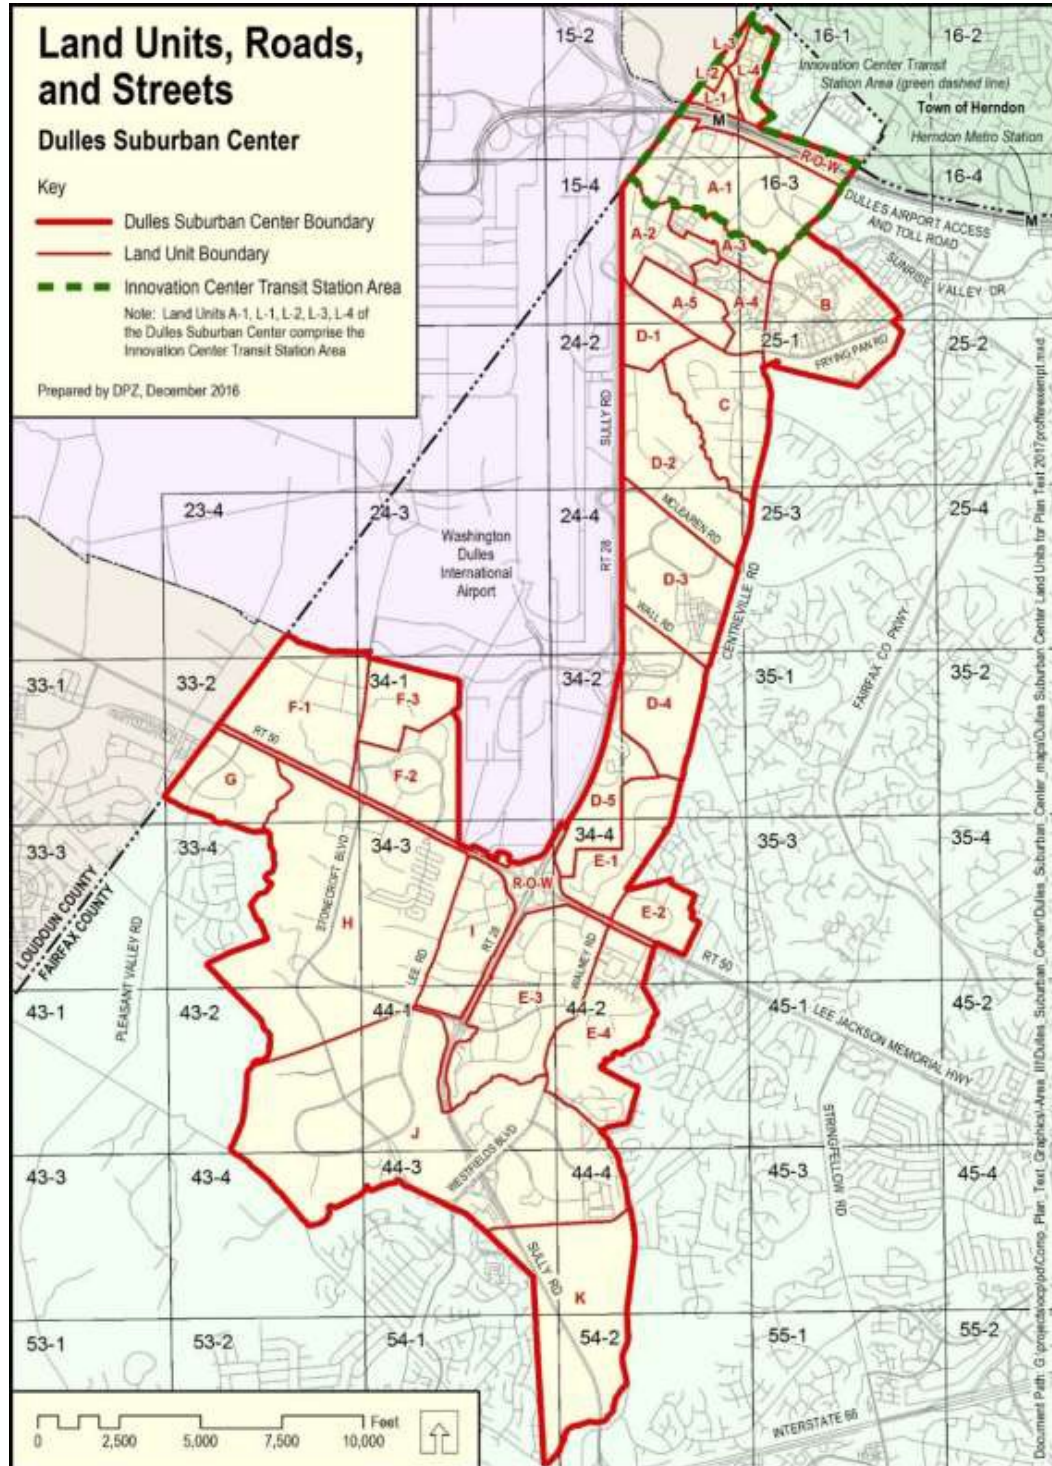 Land Units, Roads,
and Streets
Dulles Suburban Center
Key
Dulles Suburban Center Boundary
Land Unit Boundary
Innovation Center Transit Station Area
Note: Land Units A-1, L-1, L-2, L-3, L-4 of
the Dulles Suburban Center comprise the
Innovation Center Transit Station Area
Prepared by DPZ, December 2016
15-2
16-1
16-2
L-3
L-2
L-4
L-1
Innovation Center Transit
Station Area (green dashed line)
Town of Herndon
Herndon Metro Station
M
R-O-W
15-4
A-1
16-3
16-4
DULLES AIRPORT ACCESS
AND TOLL ROAD
M
A-2
A-3
SUNRISE VALLEY DR
A-5
A-4
B
D-1
24-2
25-1
25-2
FRYING PAN RD
SULLY RD
C
D-2
23-4
24-3
24-4
MCLEAREN RD
25-3
25-4
Washington
Dulles
International
Airport
RT 28
D-3
CENTREVILLE RD
WALL RD
FAIRFAX CO PKWY
33-1
33-2
34-1
34-2
35-1
35-2
F-1
F-3
D-4
RT 50
G
F-2
D-5
33-3
33-4
34-3
34-4
35-3
35-4
E-1
LOUDOUN COUNTY
FAIRFAX COUNTY
PLEASANT VALLEY RD
STONECROFT BLVD
R-O-W
H
I
E-2
LEE RD
RT 28
WALNEY RD
RT 50
43-1
43-2
44-1
E-3
44-2
45-1
45-2
E-4
LEE JACKSON MEMORIAL HWY
J
WESTFIELDS BLVD
STRINGFELLOW RD
43-3
43-4
44-3
44-4
45-3
45-4
SULLY RD
K
53-1
53-2
54-1
54-2
55-1
55-2
INTERSTATE 66
Feet
0 2,500 5,000 7,500 10,000